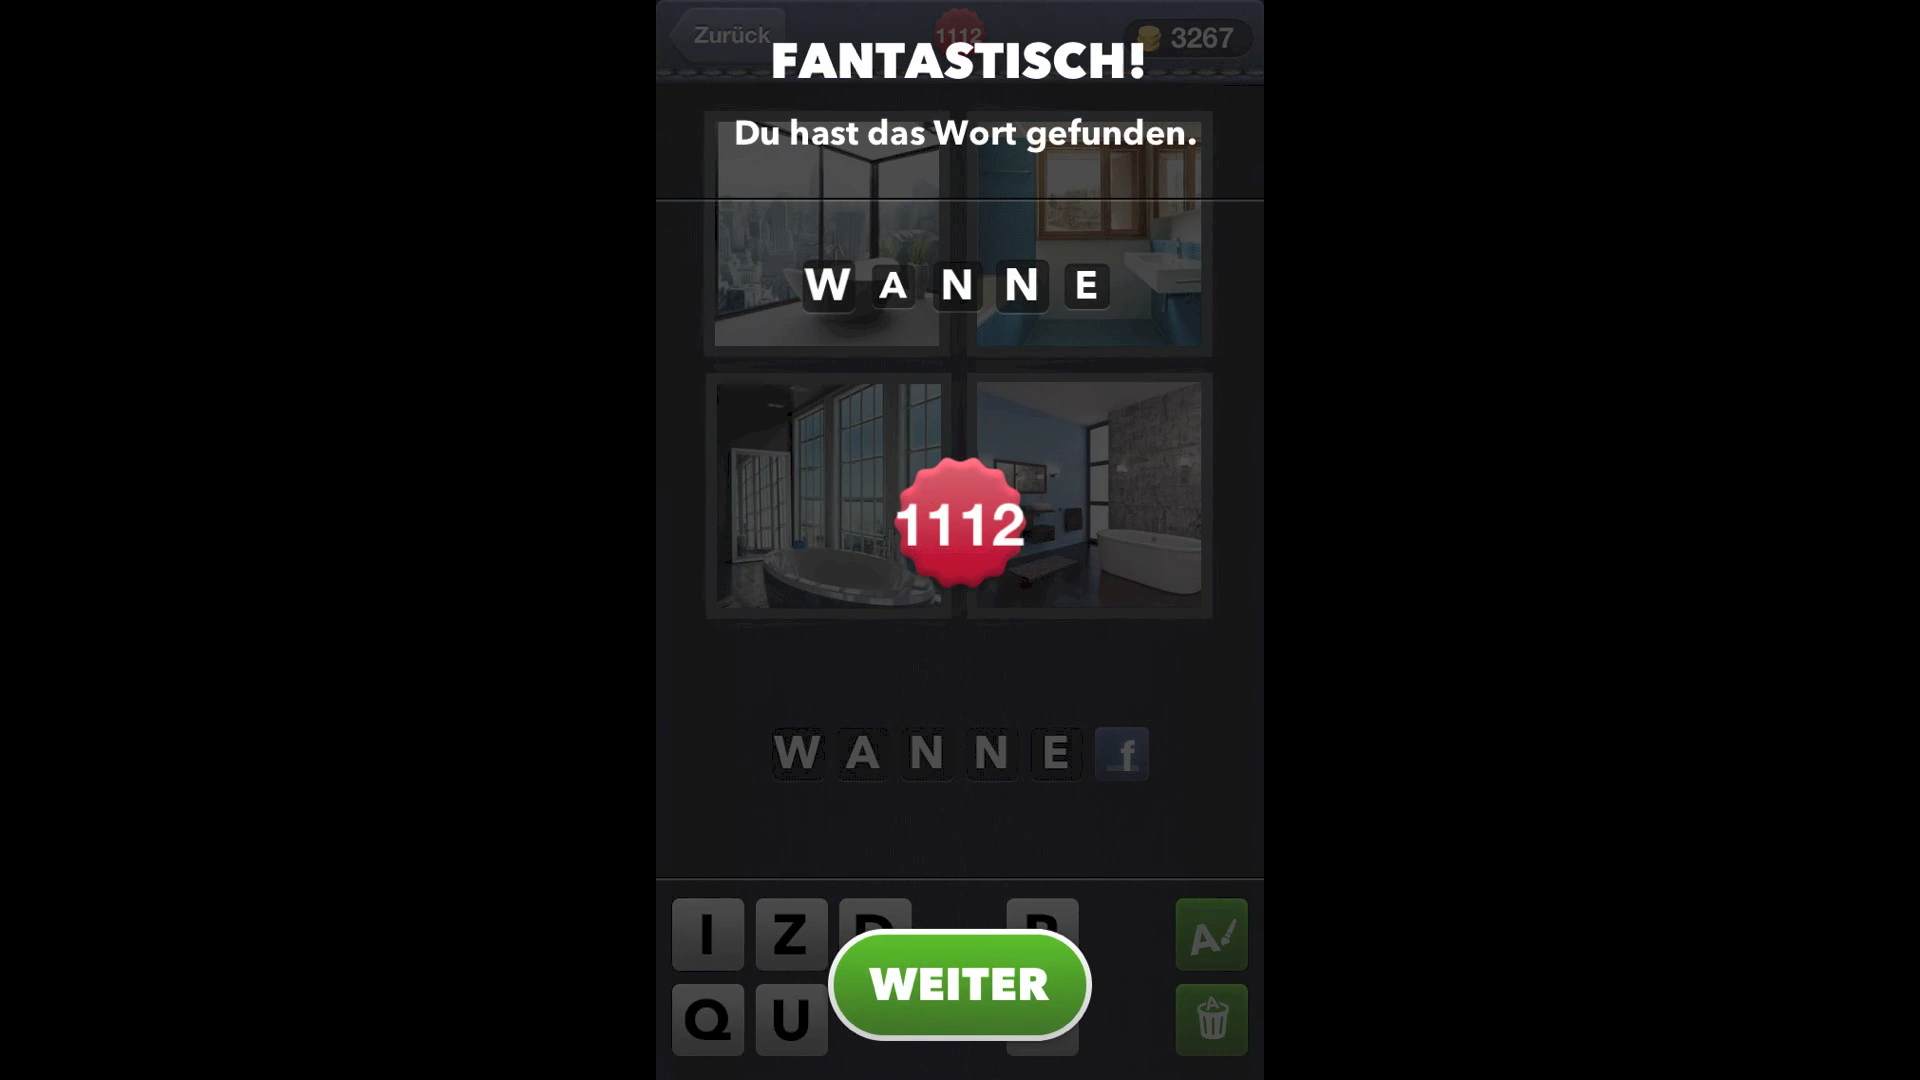 Zurück 1112 3267
FANTASTISCH!
Du hast das Wort gefunden.
WANNE
1112
WANNE f
I Z
Q U
WEITER
A
A